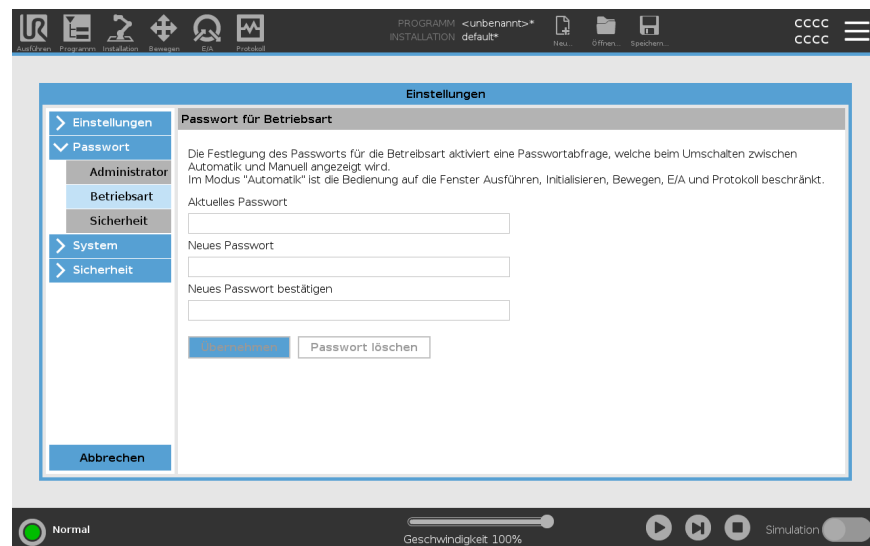 PROGRAMM <unbenannt>*
INSTALLATION default*
CCCC
CCCC
Ausführen Programm Installation Bewegen E/A Protokoll
Neu... Öffnen... Speichern...
Einstellungen
Einstellungen
Passwort
Administrator
Betriebsart
Sicherheit
System
Sicherheit
Abbrechen
Passwort für Betriebsart
Die Festlegung des Passworts für die Betreibsart aktiviert eine Passwortabfrage, welche beim Umschalten zwischen
Automatik und Manuell angezeigt wird.
Im Modus "Automatik" ist die Bedienung auf die Fenster Ausführen, Initialisieren, Bewegen, E/A und Protokoll beschränkt.
Aktuelles Passwort
Neues Passwort
Neues Passwort bestätigen
Übernehmen Passwort löschen
Normal
Geschwindigkeit 100%
Simulation